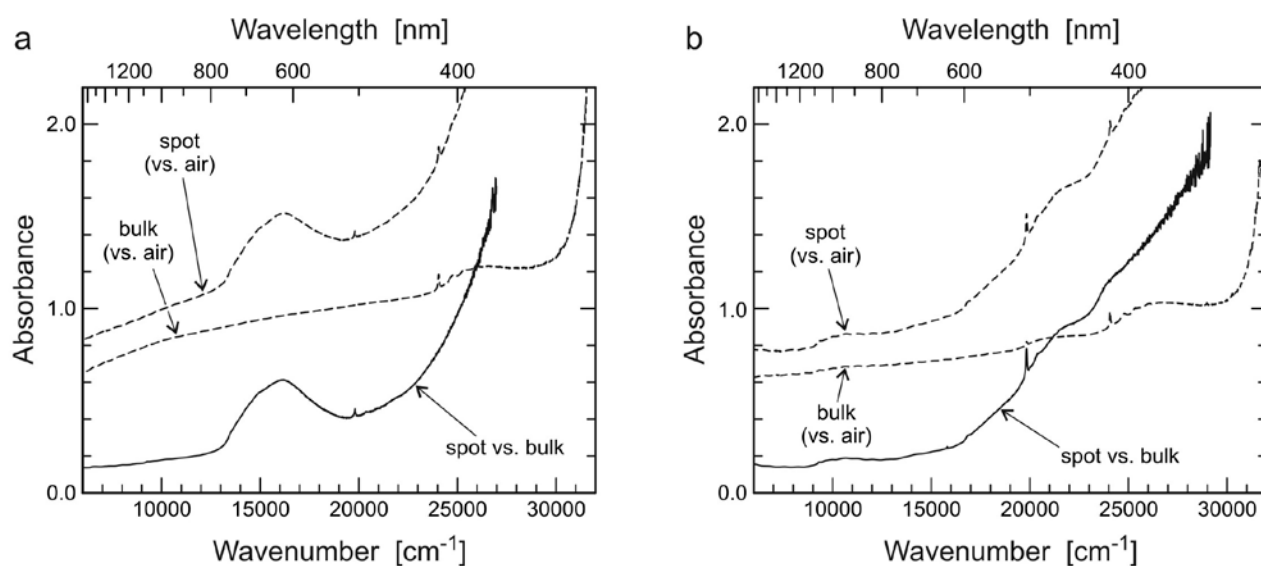 a
Wavelength [nm]
1200 1000 800 600 400
Absorbance
2.0
1.0
0.0
spot
(vs. air)
bulk
(vs. air)
spot vs. bulk
10000 15000 20000 25000 30000
Wavenumber [cm⁻¹]
b
Wavelength [nm]
1200 1000 800 600 400
Absorbance
2.0
1.0
0.0
spot
(vs. air)
bulk
(vs. air)
spot vs. bulk
10000 15000 20000 25000 30000
Wavenumber [cm⁻¹]